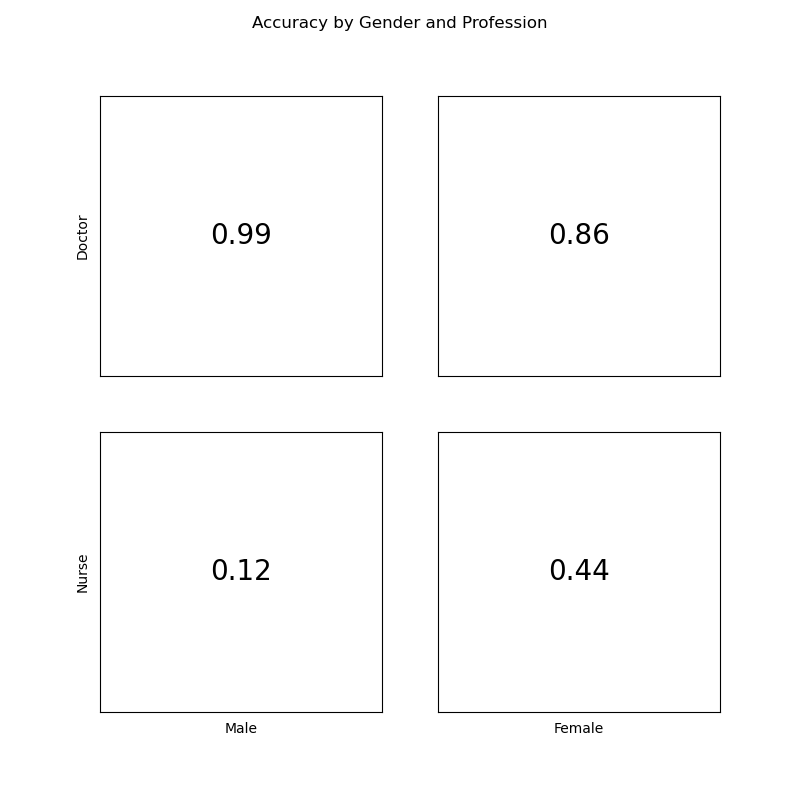 Accuracy by Gender and Profession
Doctor
0.99
0.86
Nurse
0.12
0.44
Male
Female